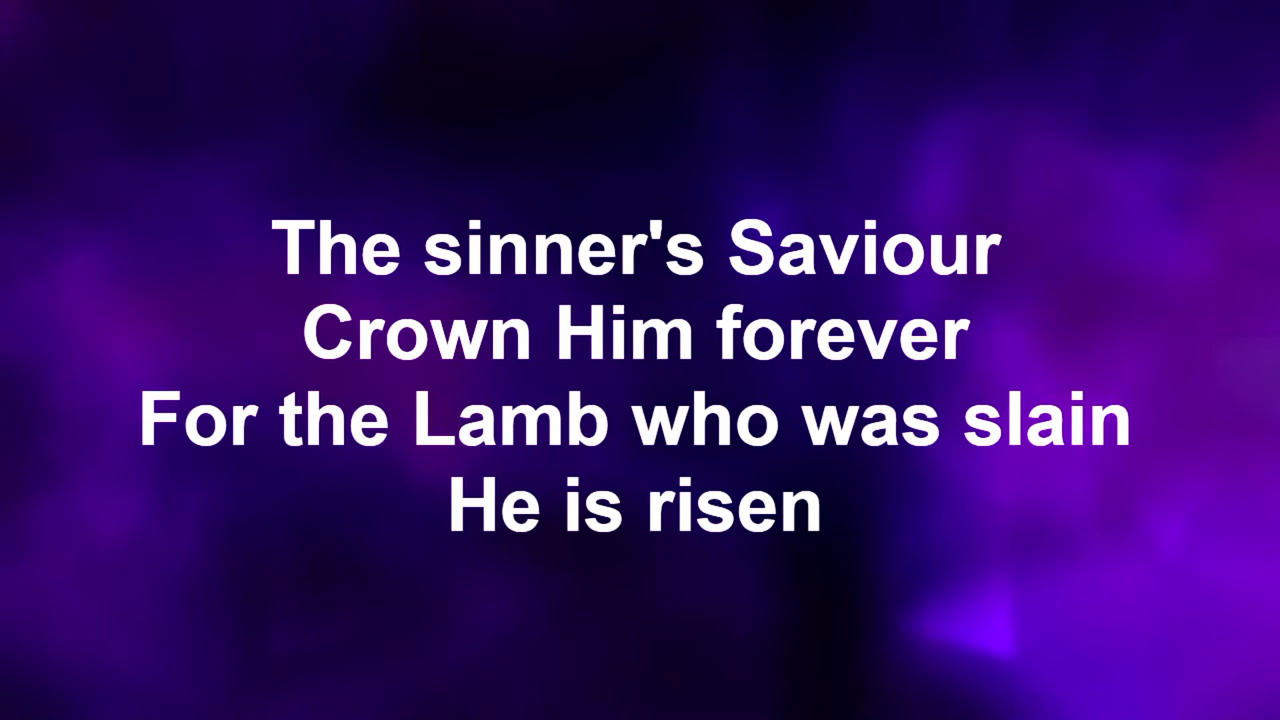 The sinner's Saviour
Crown Him forever
For the Lamb who was slain
He is risen